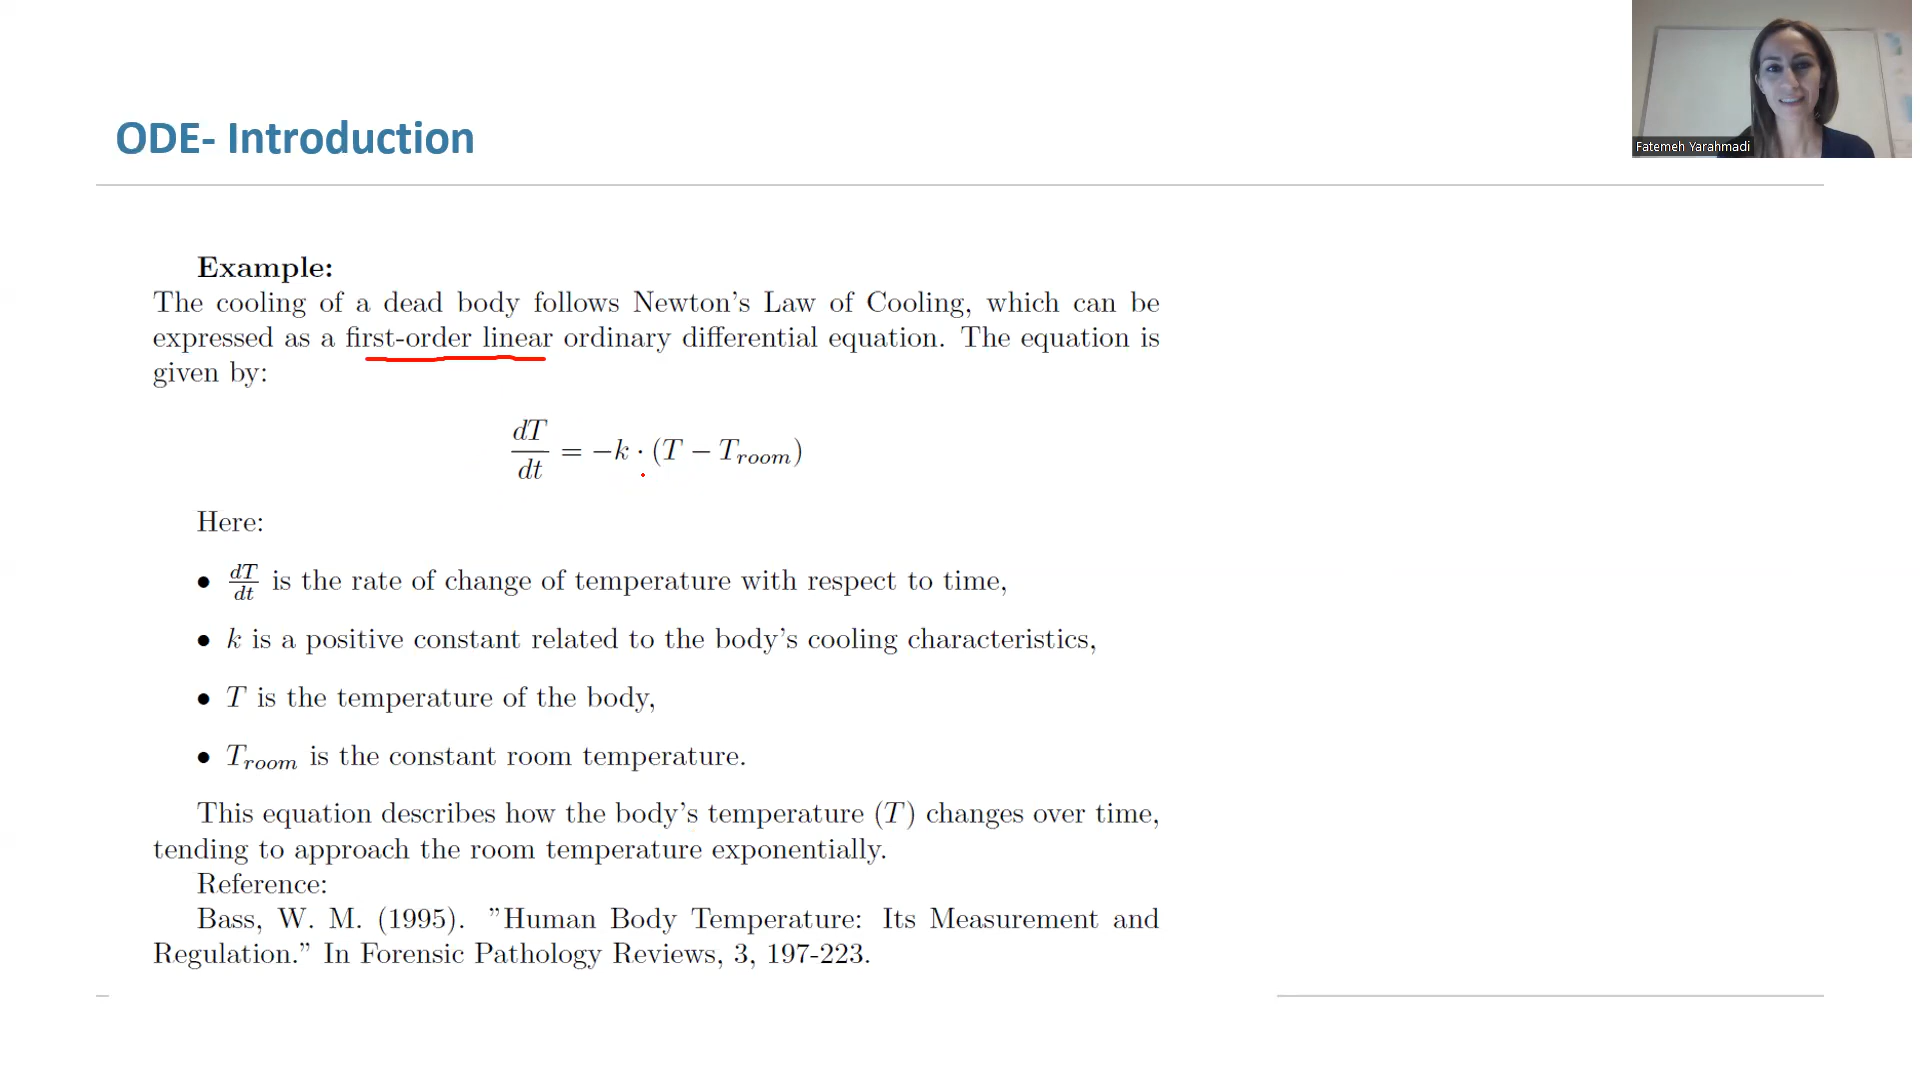 Fatemeh Yarahmadi
ODE- Introduction
Example:
The cooling of a dead body follows Newton's Law of Cooling, which can be
expressed as a first-order linear ordinary differential equation. The equation is
given by:
dT/dt = −k · (T − T_room)
Here:
• dT/dt is the rate of change of temperature with respect to time,
• k is a positive constant related to the body's cooling characteristics,
• T is the temperature of the body,
• T_room is the constant room temperature.
This equation describes how the body's temperature (T) changes over time,
tending to approach the room temperature exponentially.
Reference:
Bass, W. M. (1995). ”Human Body Temperature: Its Measurement and
Regulation.” In Forensic Pathology Reviews, 3, 197-223.